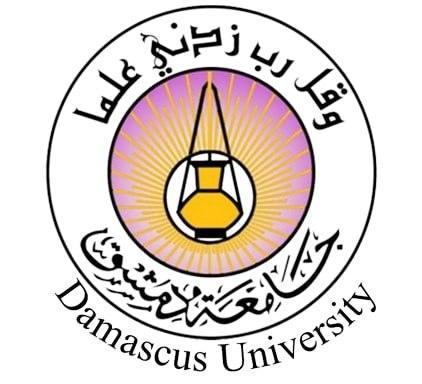 وقل رب زدني علما
جامعة دمشق
Damascus University